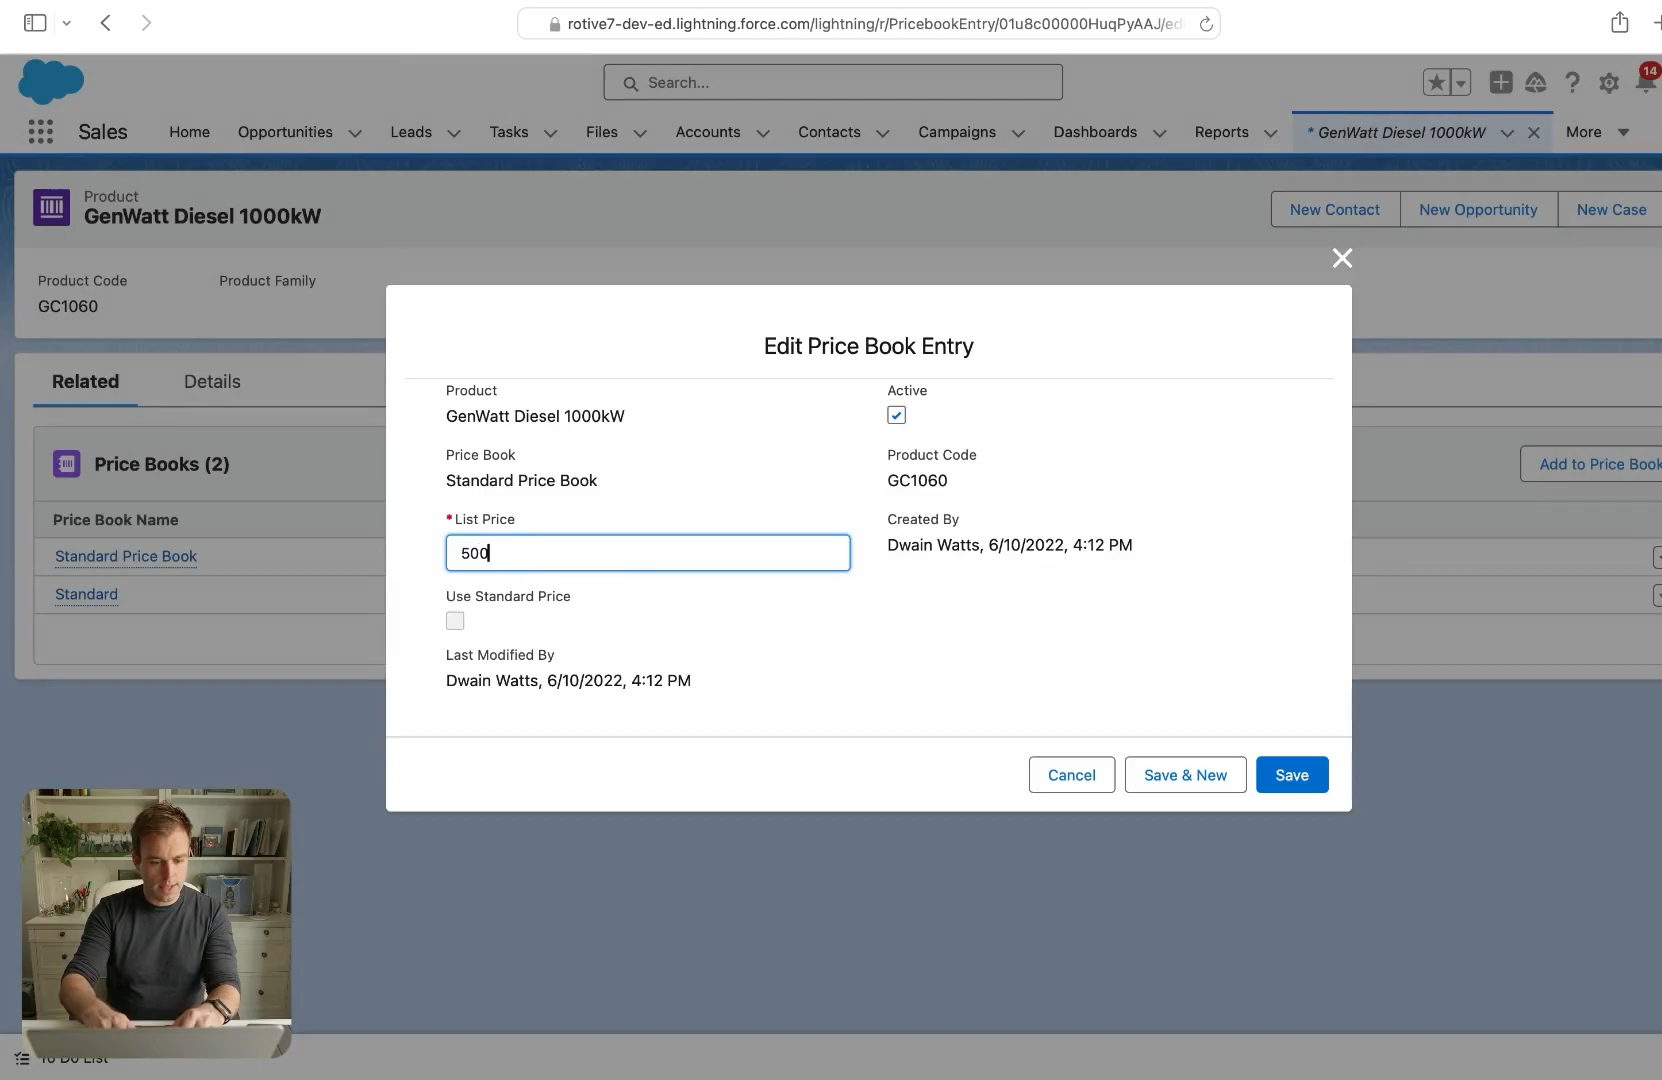 rotive7-dev-ed.lightning.force.com/lightning/r/PricebookEntry/01u8c00000HuqPyAAJ/ed
Search...
14
Sales Home Opportunities Leads Tasks Files Accounts Contacts Campaigns Dashboards Reports * GenWatt Diesel 1000kW More
Product
GenWatt Diesel 1000kW
New Contact New Opportunity New Case
Product Code Product Family
GC1060
Related Details
Price Books (2)
Add to Price Book
Price Book Name
Standard Price Book
Standard
Edit Price Book Entry
Product
GenWatt Diesel 1000kW
Active
Price Book
Standard Price Book
Product Code
GC1060
*List Price
500
Created By
Dwain Watts, 6/10/2022, 4:12 PM
Use Standard Price
Last Modified By
Dwain Watts, 6/10/2022, 4:12 PM
Cancel Save & New Save
To Do List